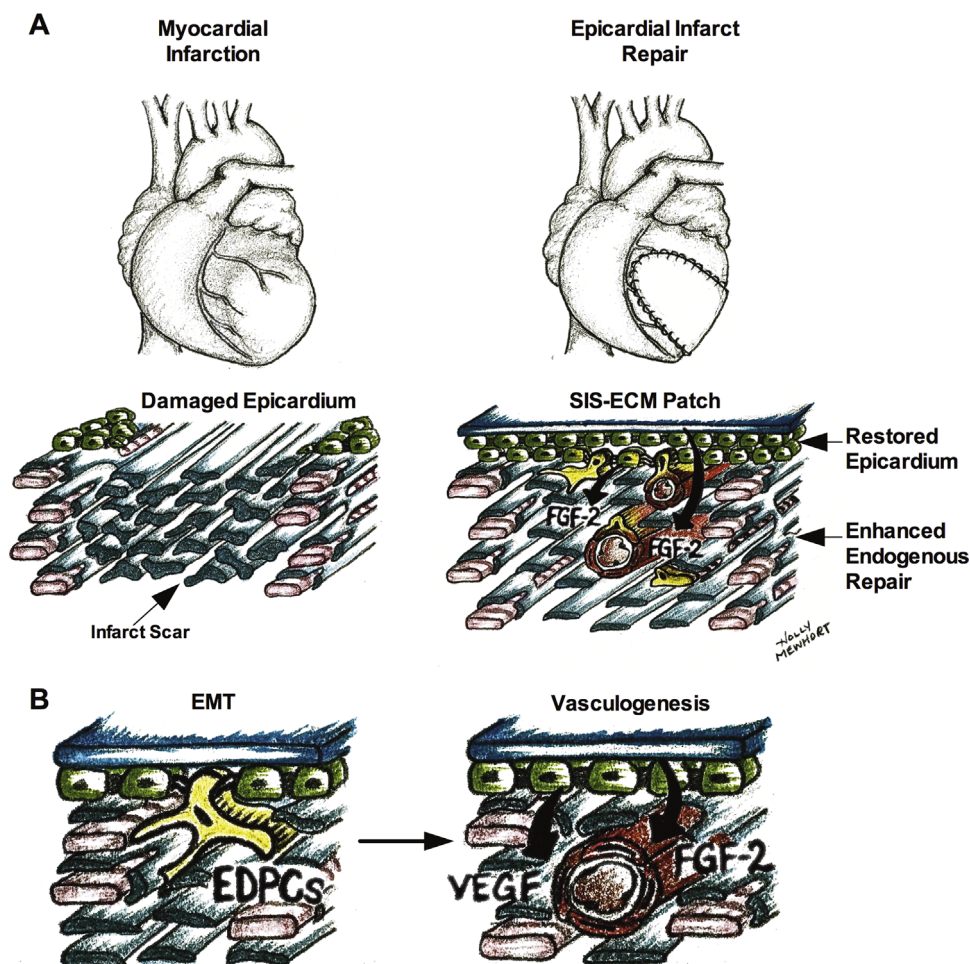 A
Myocardial
Infarction
Epicardial Infarct
Repair
Damaged Epicardium
SIS-ECM Patch
Restored
Epicardium
FGF-2
FGF-2
Enhanced
Endogenous
Repair
Infarct Scar
HOLLY
MEWHORT
B
EMT
Vasculogenesis
EDPCs
VEGF
FGF-2